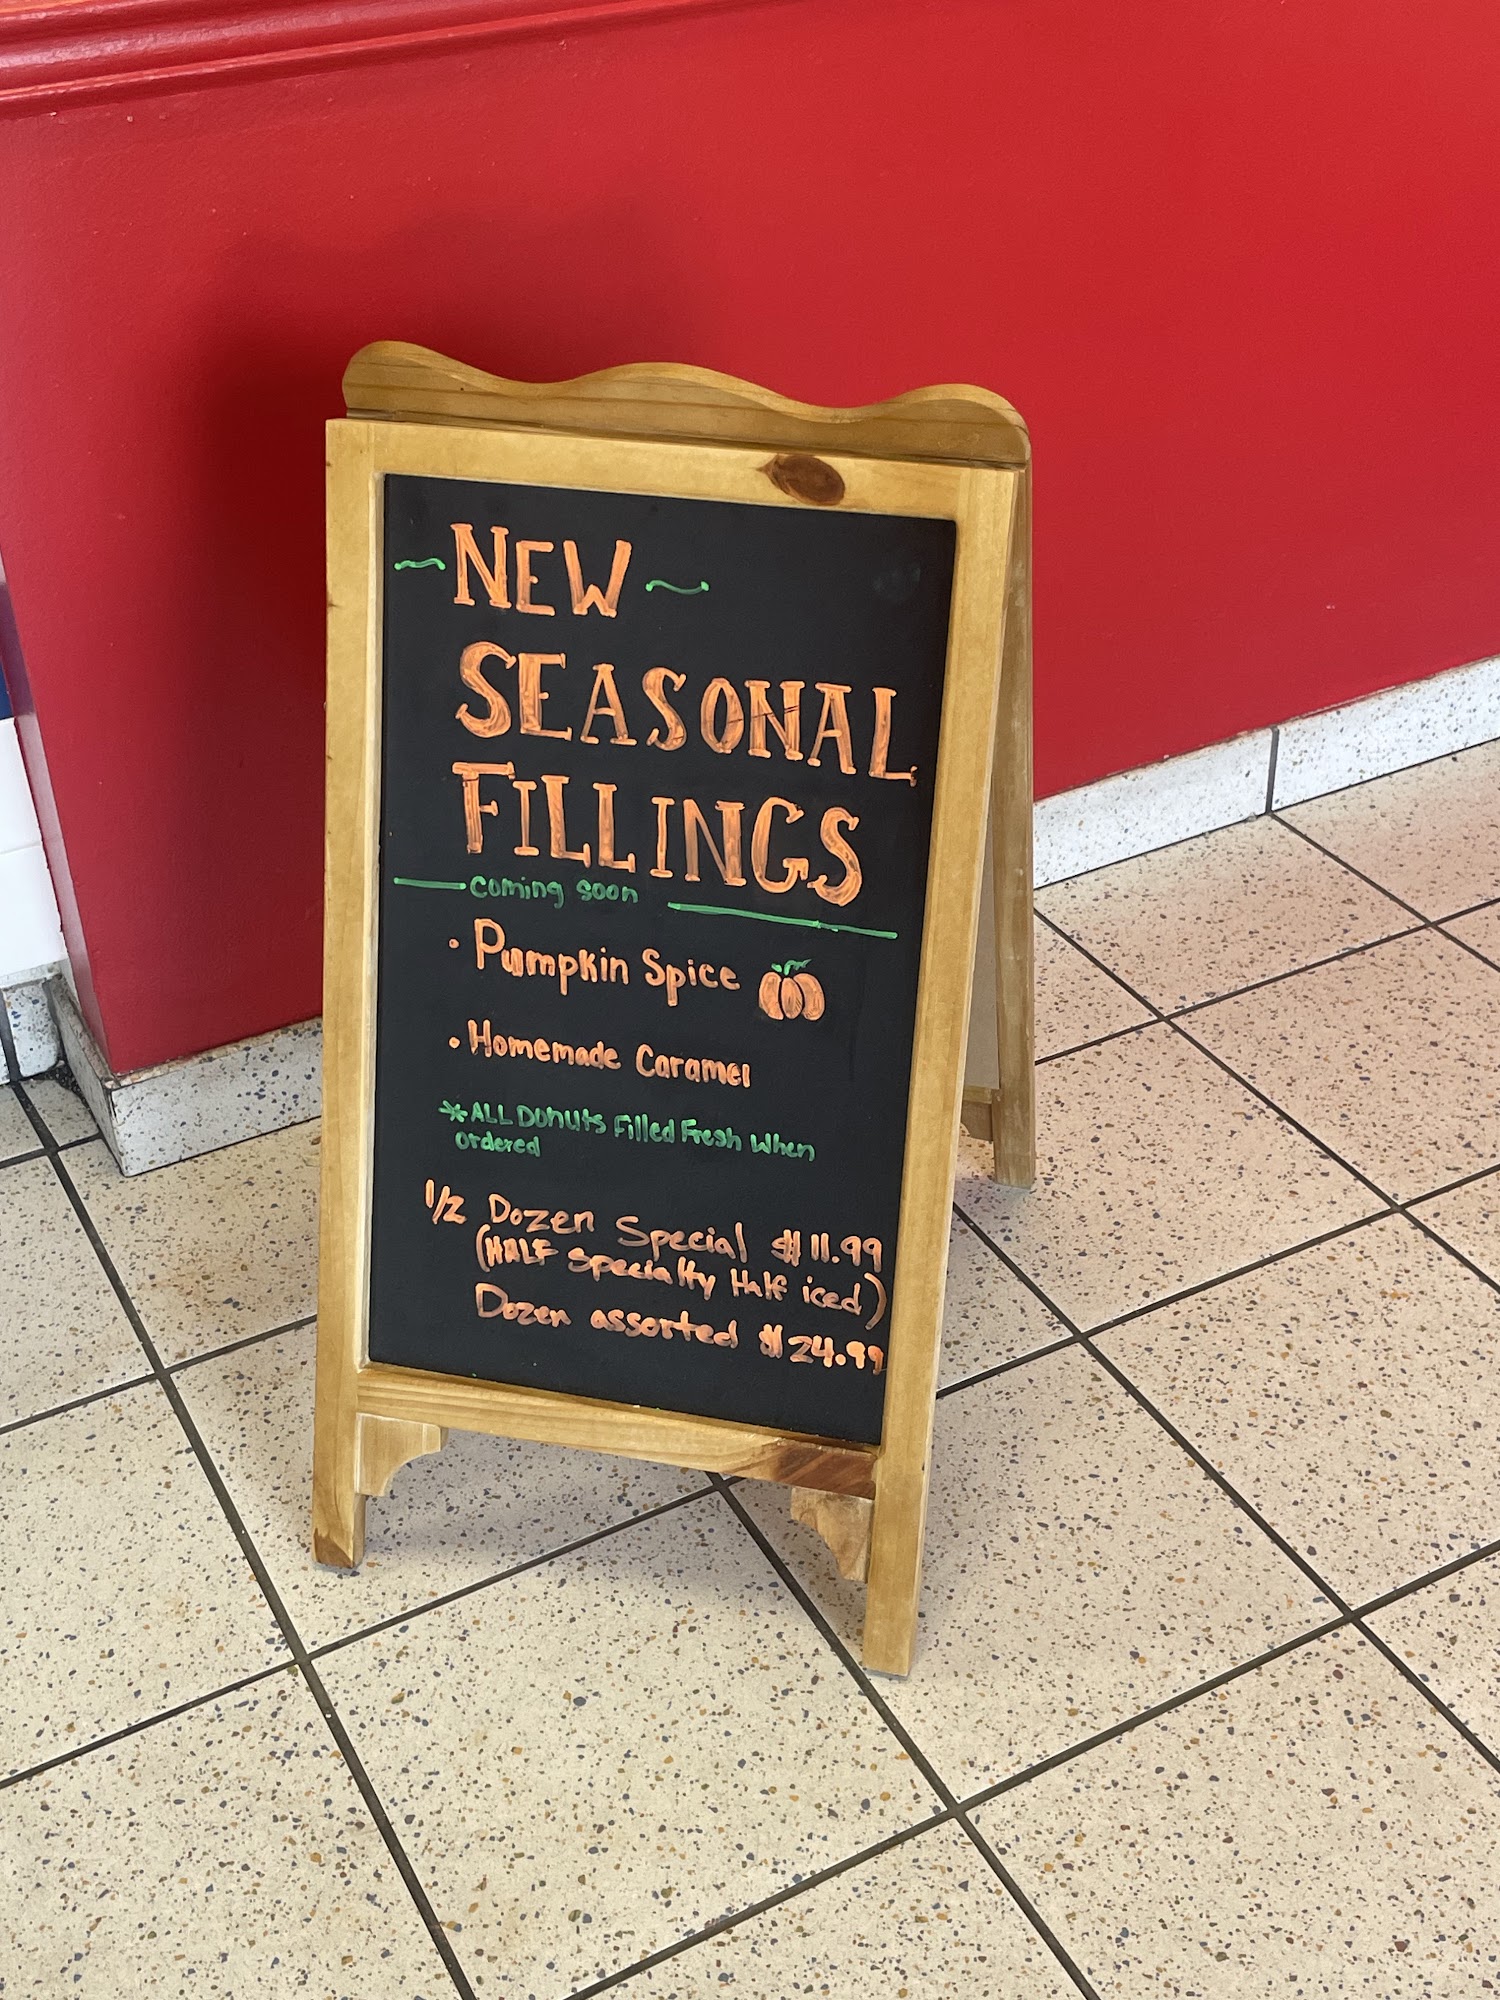 ~NEW~
SEASONAL
FILLINGS
coming soon
• Pumpkin Spice
• Homemade Caramel
*ALL Donuts Filled Fresh When
ordered
1/2 Dozen Special $11.99
(HALF Specialty Half iced)
Dozen assorted $24.99